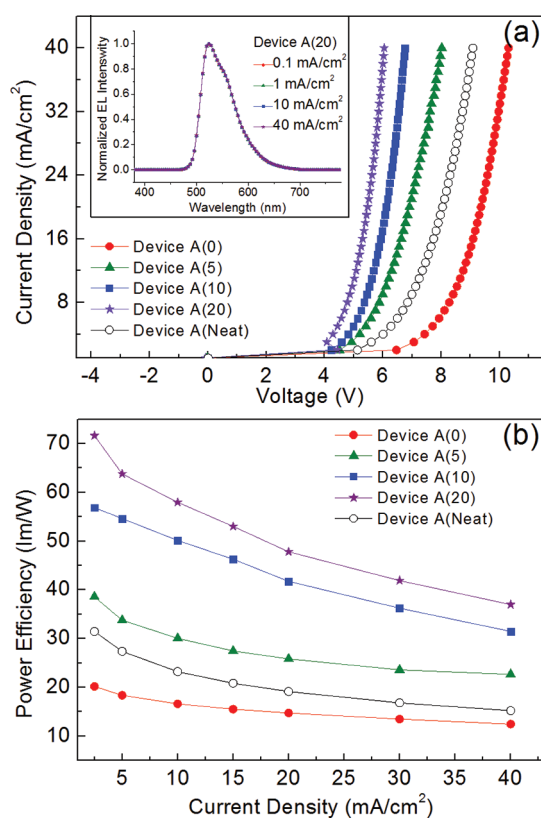 (a)
Current Density (mA/cm²)
40
32
24
16
8
Normalized EL Intensvity
1.0
0.8
0.6
0.4
0.2
0.0
400 500 600 700
Wavelength (nm)
Device A(20)
0.1 mA/cm²
1 mA/cm²
10 mA/cm²
40 mA/cm²
Device A(0)
Device A(5)
Device A(10)
Device A(20)
Device A(Neat)
-4 -2 0 2 4 6 8 10
Voltage (V)
(b)
Power Efficiency (lm/W)
70
60
50
40
30
20
10
Device A(0)
Device A(5)
Device A(10)
Device A(20)
Device A(Neat)
5 10 15 20 25 30 35 40
Current Density (mA/cm²)